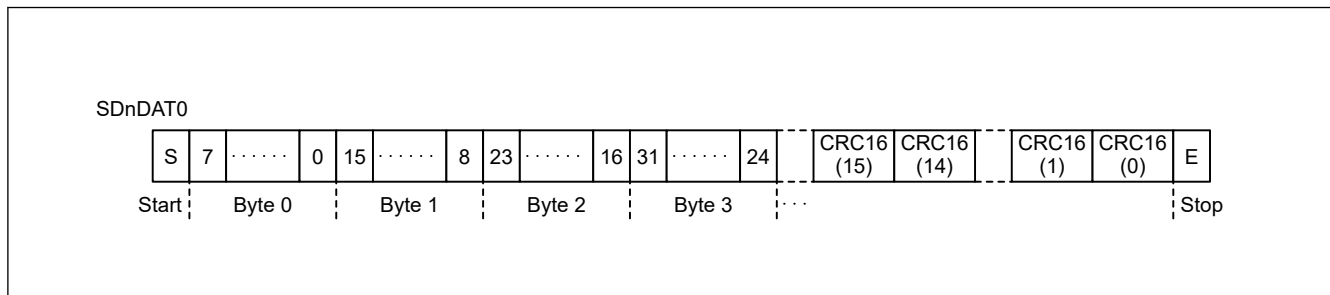 SDnDAT0
S 7 ······ 0 15 ······ 8 23 ······ 16 31 ······ 24 CRC16 (15) CRC16 (14) CRC16 (1) CRC16 (0) E
Start Byte 0 Byte 1 Byte 2 Byte 3 ··· Stop